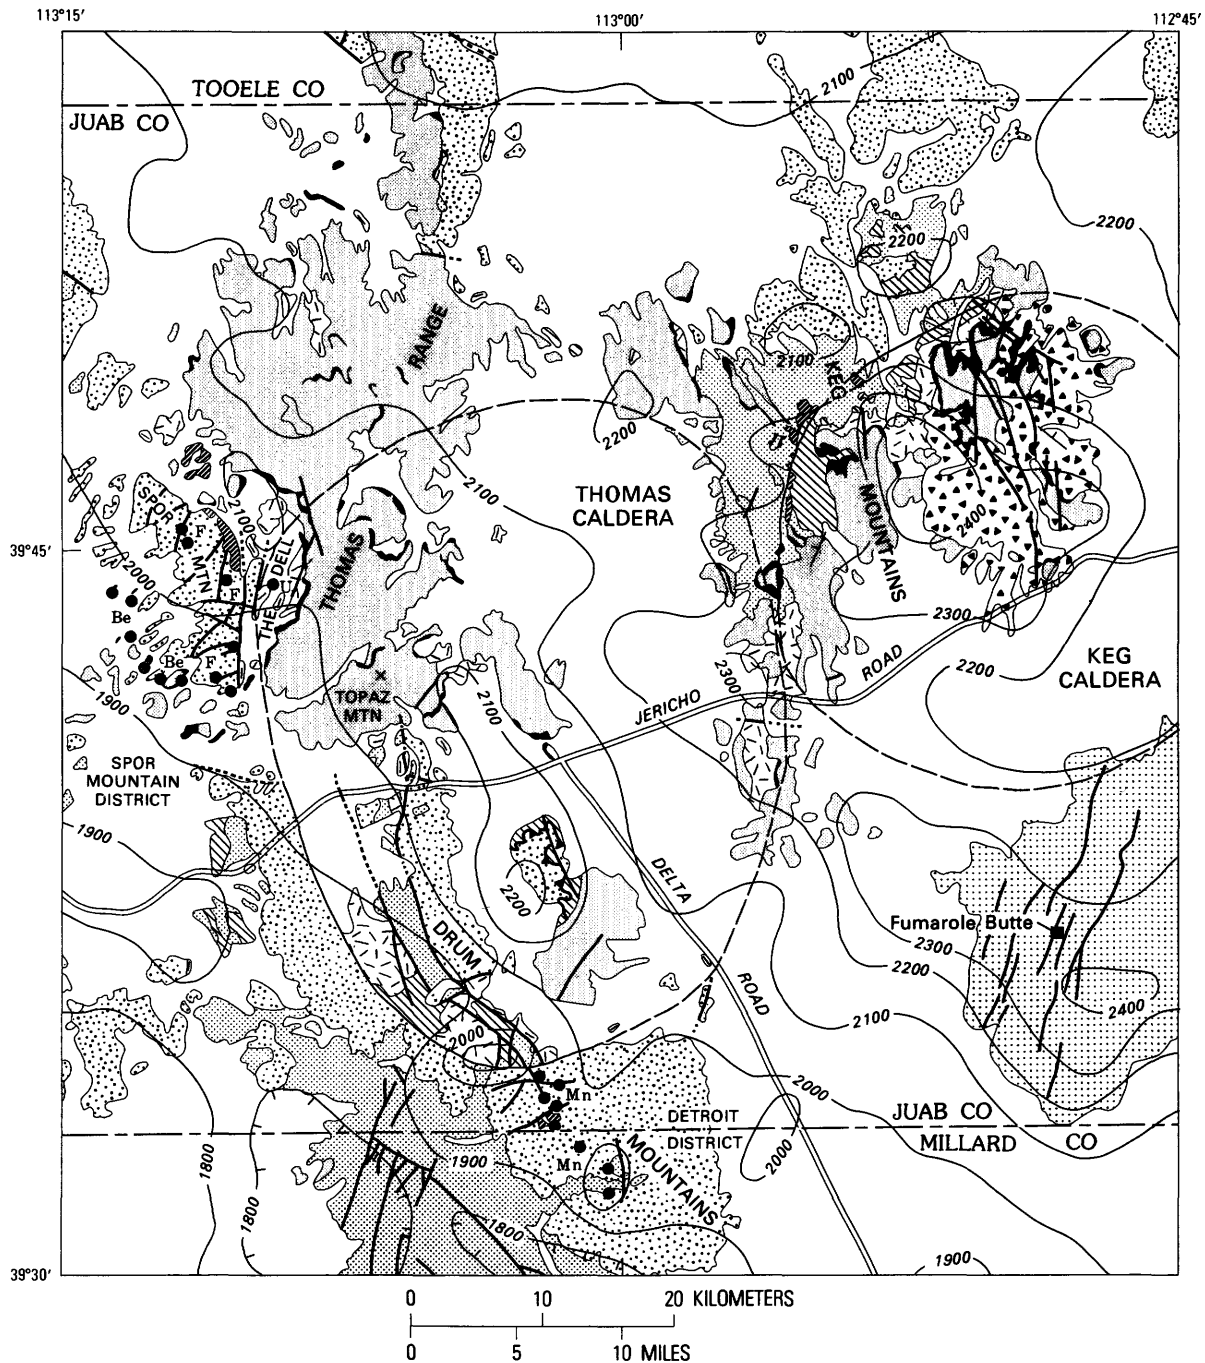 113°15′
113°00′
112°45′
TOOELE CO
JUAB CO
2100
2200
2200
RANGE
2100
KEG
2200
2100
THOMAS
CALDERA
MOUNTAINS
2400
SPOR
MTN
F
2100
39°45′
2000
THE DELL
THOMAS
F
Be
Be
F
2300
ROAD
2200
KEG
CALDERA
TOPAZ
MTN
2100
2300
JERICHO
1900
SPOR
MOUNTAIN
DISTRICT
1900
DELTA
2200
DRUM
Fumarole Butte
2300
2200
ROAD
2400
2100
2000
2000
Mn
DETROIT
DISTRICT
JUAB CO
MILLARD CO
1800
1900
Mn
MOUNTAINS
2000
1800
1800
1900
39°30′
0 10 20 KILOMETERS
0 5 10 MILES